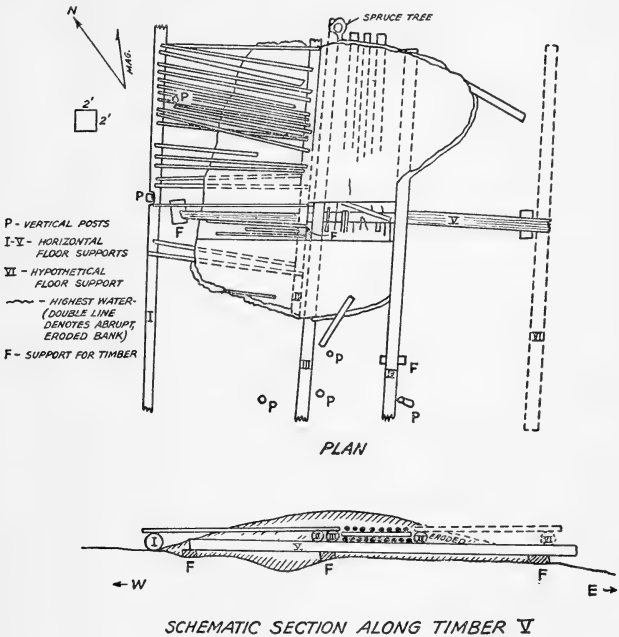 N
MAG.
SPRUCE TREE
2'
2'
P
P
F
F
V
P - VERTICAL POSTS
I-V - HORIZONTAL
FLOOR SUPPORTS
VI - HYPOTHETICAL
FLOOR SUPPORT
- HIGHEST WATER-
(DOUBLE LINE
DENOTES ABRUPT,
ERODED BANK)
F - SUPPORT FOR TIMBER
I
II
III
IV
VI
P
F
P
P
P
PLAN
I
II
III
IV
VI
V
ERODED
F
F
F
← W
E →
SCHEMATIC SECTION ALONG TIMBER V